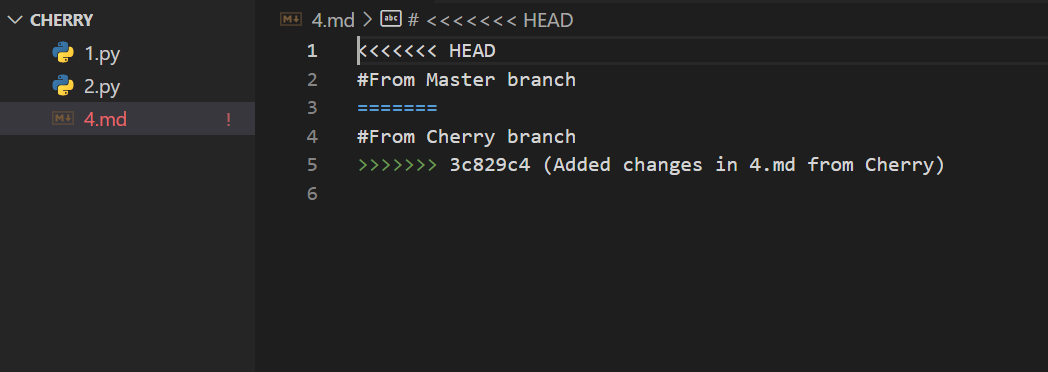 CHERRY
1.py
2.py
4.md !
M↓ 4.md > abc # <<<<<<< HEAD
1 <<<<<<< HEAD
2 #From Master branch
3 =======
4 #From Cherry branch
5 >>>>>>> 3c829c4 (Added changes in 4.md from Cherry)
6